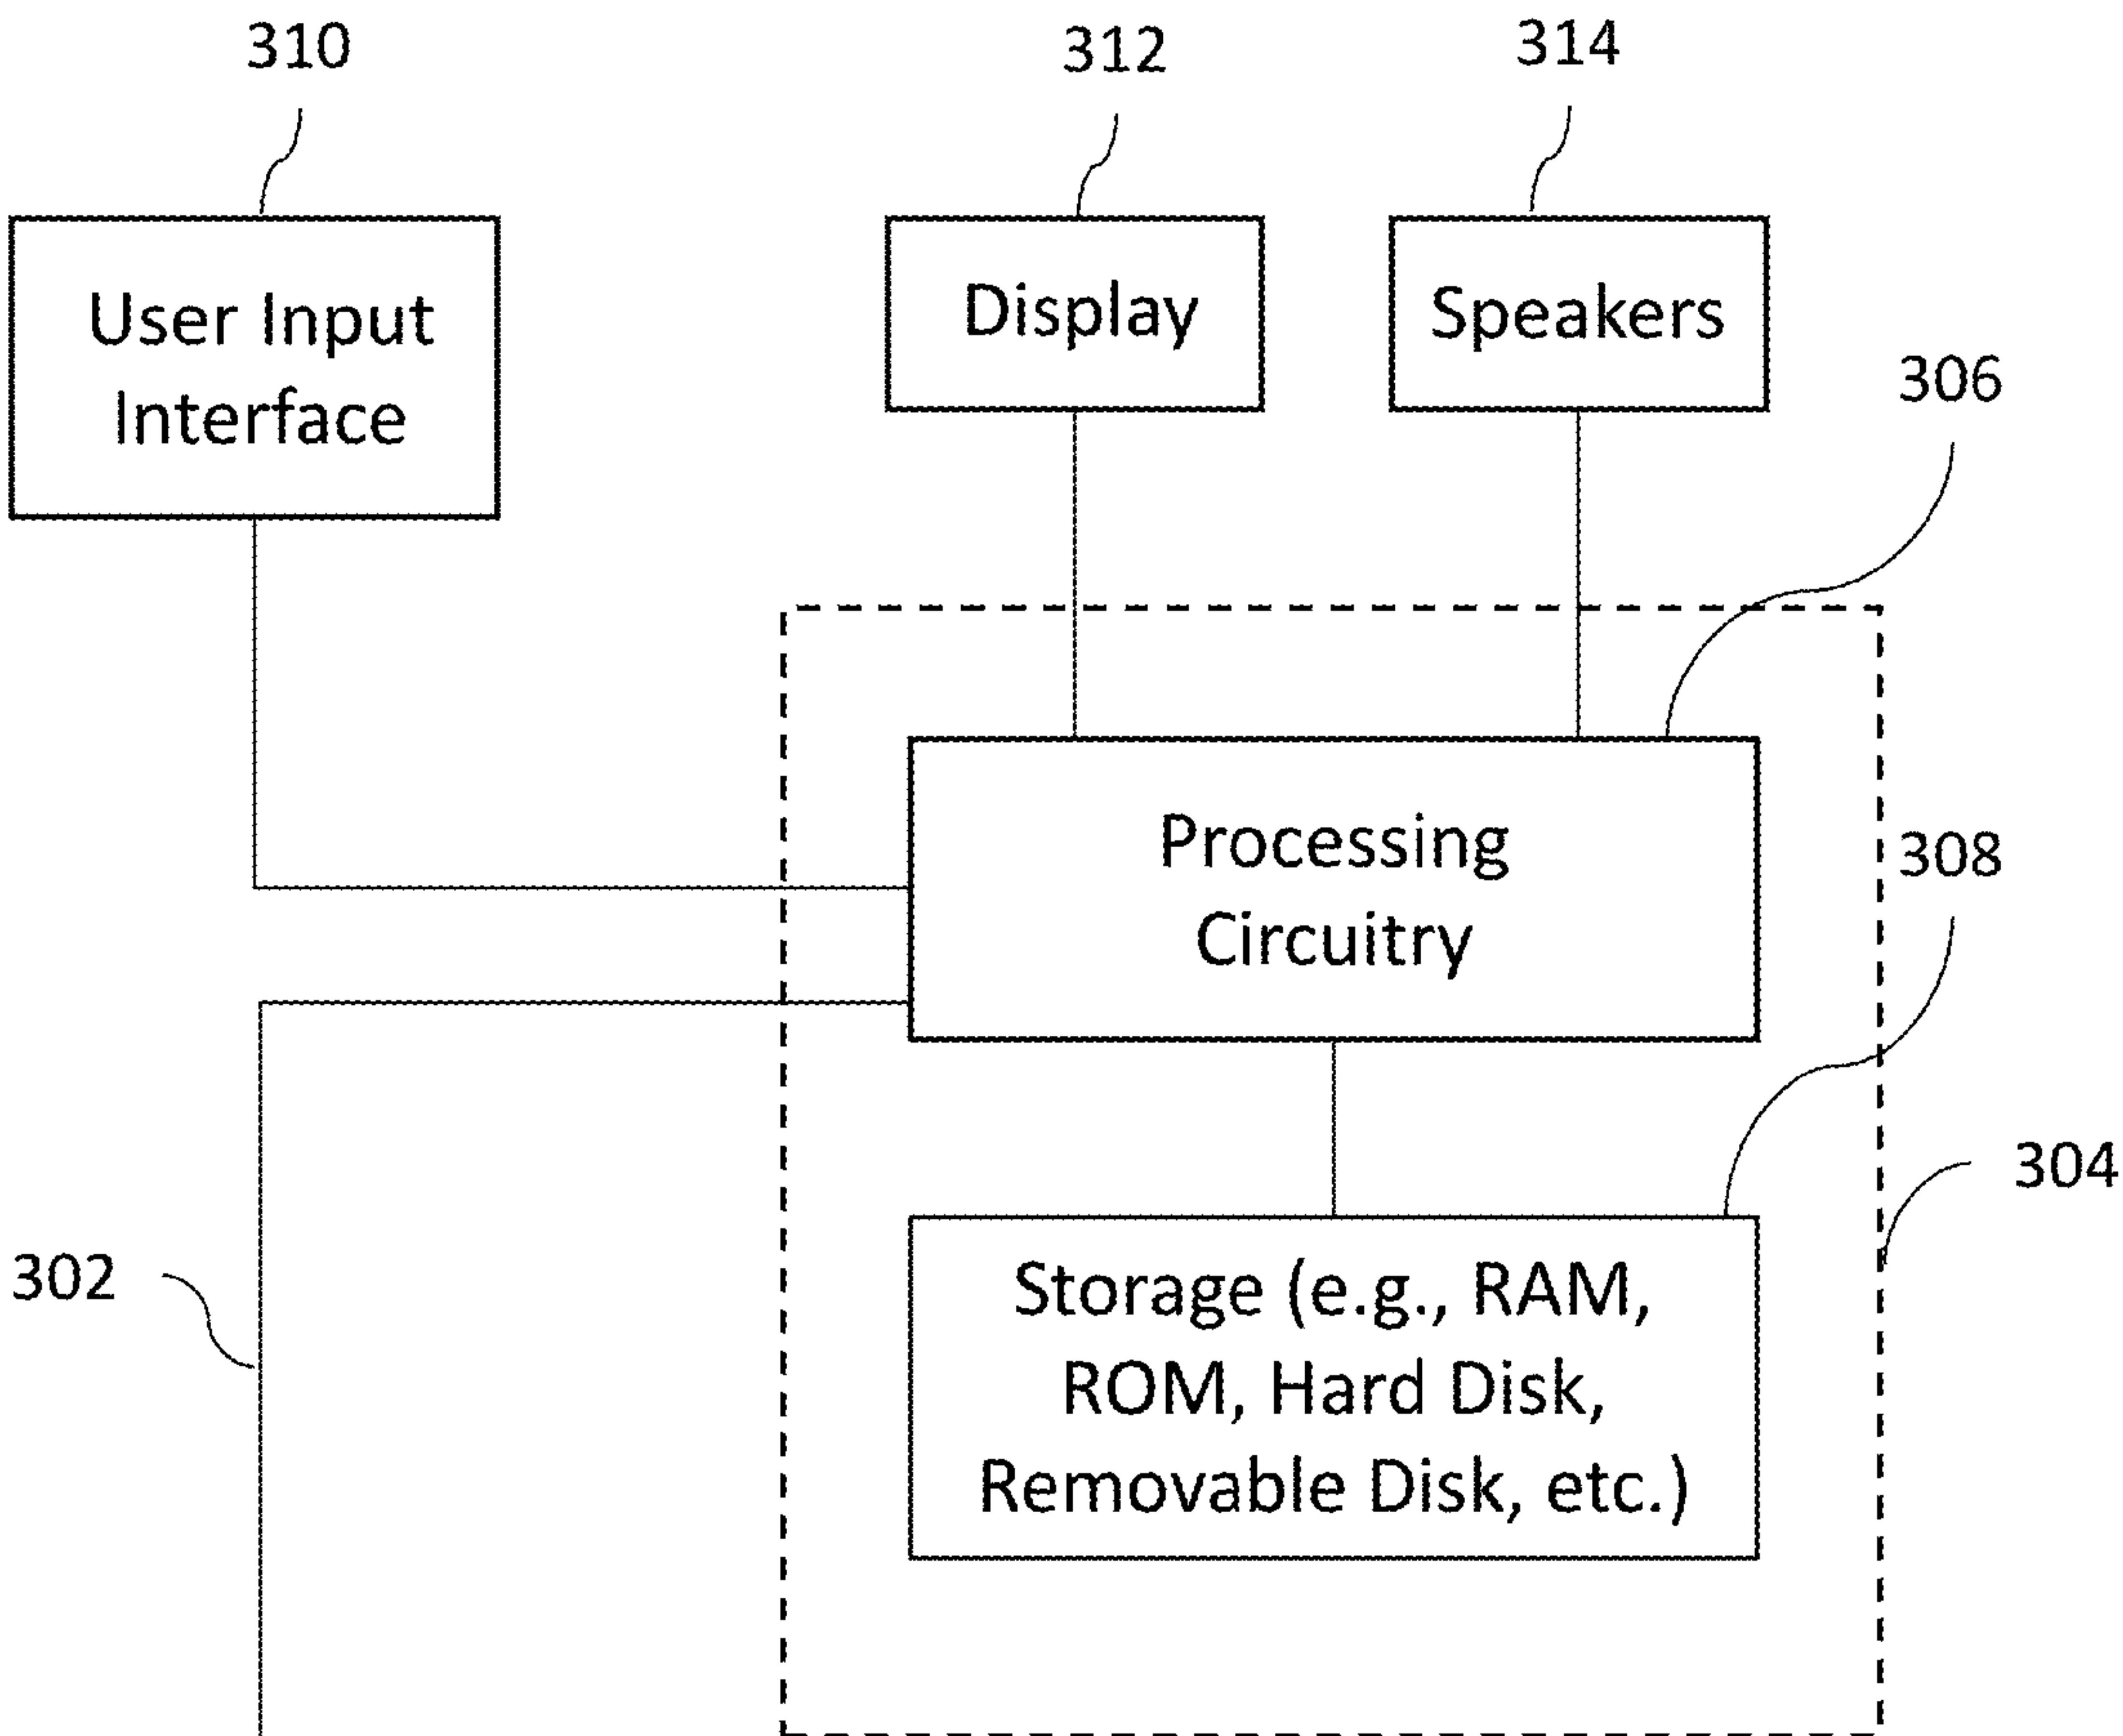 310
312
314
User Input
Interface
Display
Speakers
306
Processing
Circuitry
308
304
302
Storage (e.g., RAM,
ROM, Hard Disk,
Removable Disk, etc.)